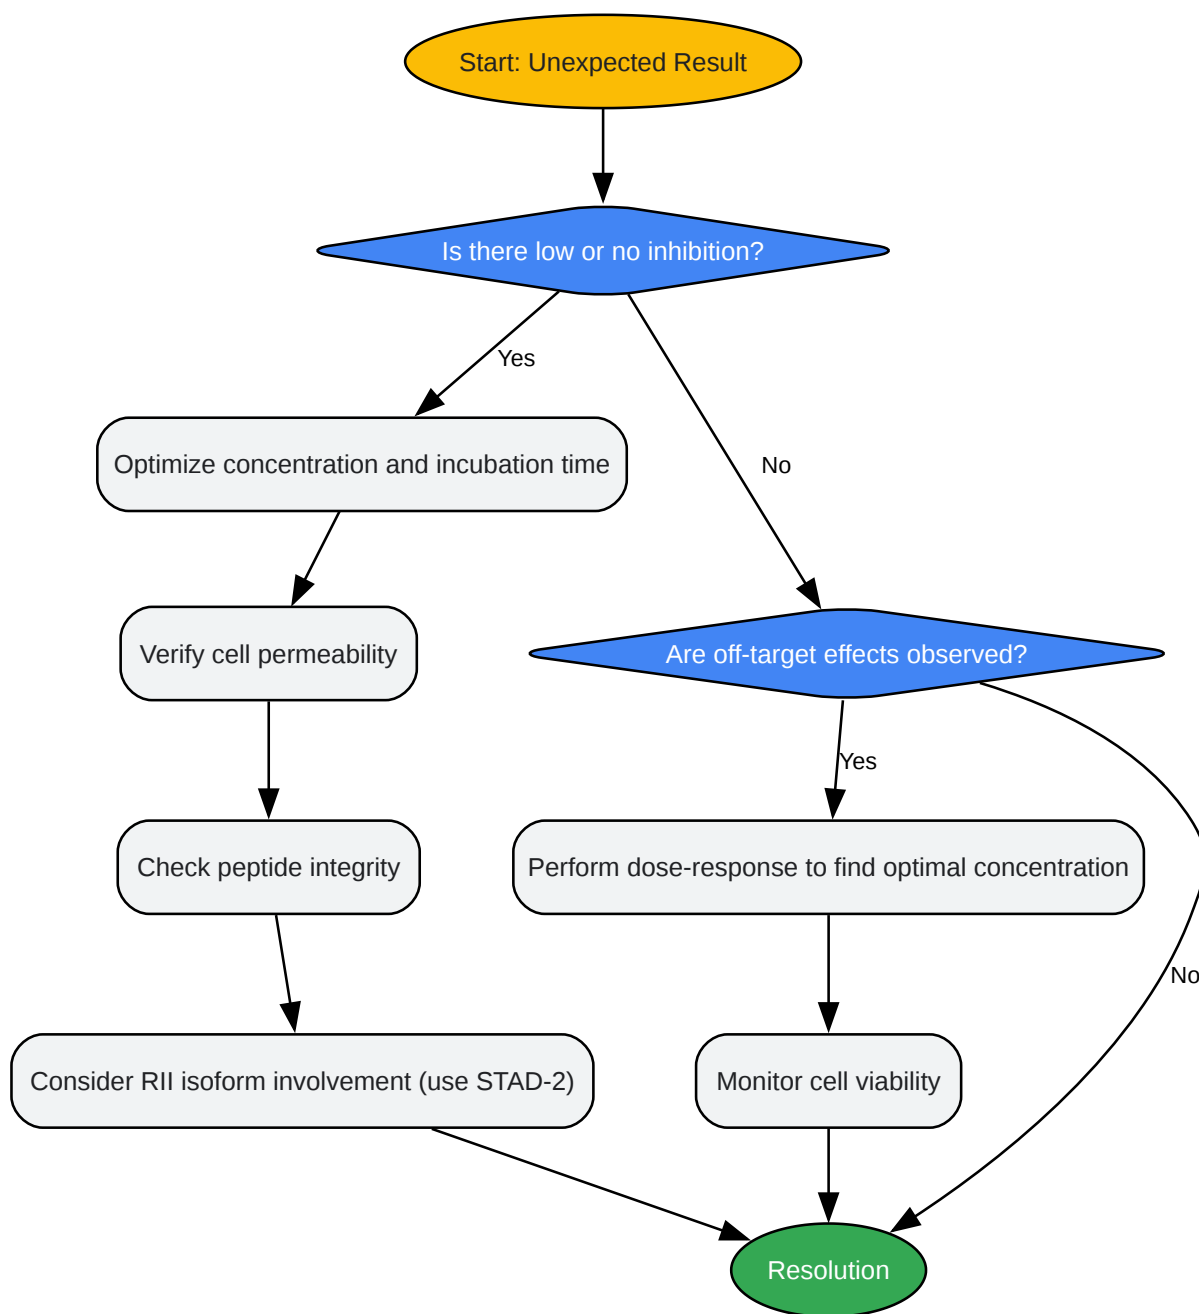 Start: Unexpected Result
Is there low or no inhibition?
Yes
Optimize concentration and incubation time
No
Verify cell permeability
Are off-target effects observed?
Yes
Check peptide integrity
Perform dose-response to find optimal concentration
No
Consider RII isoform involvement (use STAD-2)
Monitor cell viability
Resolution